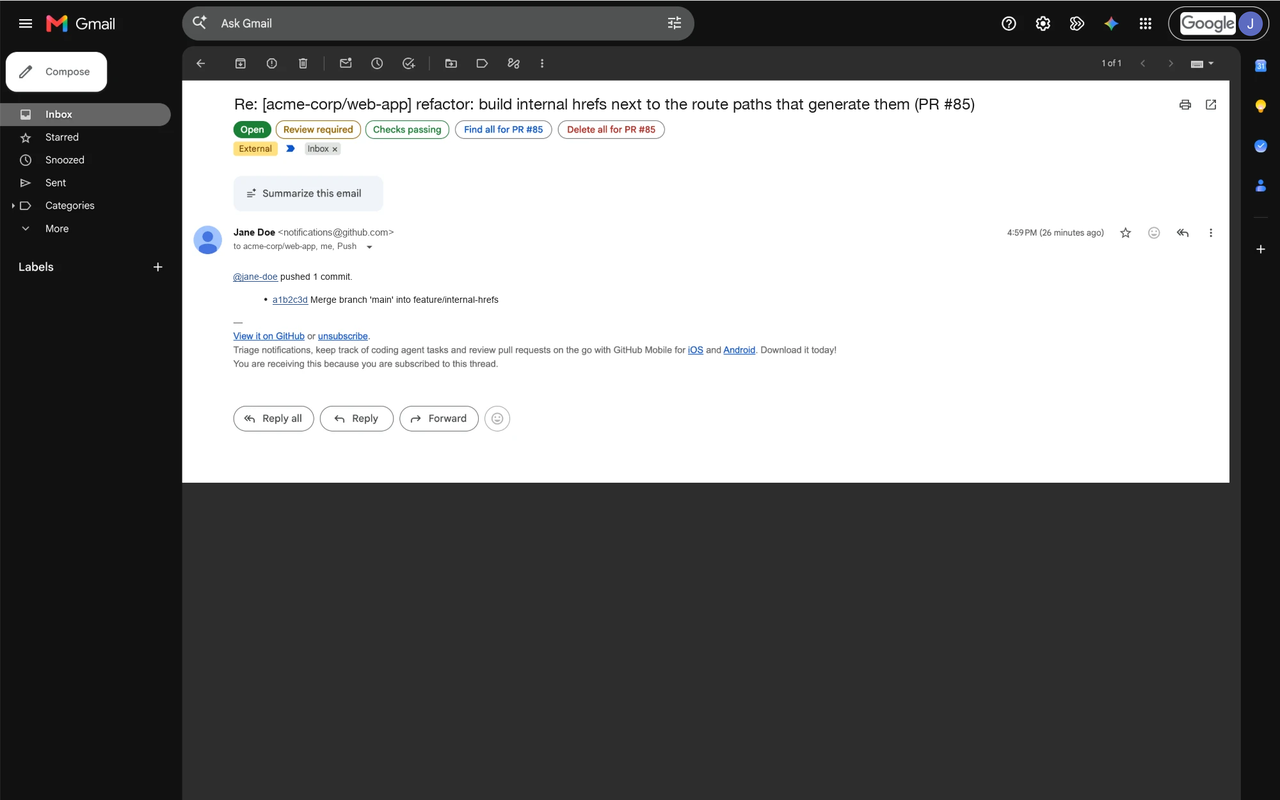 Gmail
Ask Gmail
Google
J
Compose
1 of 1
31
Inbox
Starred
Snoozed
Sent
Categories
More
Labels
Re: [acme-corp/web-app] refactor: build internal hrefs next to the route paths that generate them (PR #85)
Open Review required Checks passing Find all for PR #85 Delete all for PR #85
External Inbox ×
Summarize this email
Jane Doe <notifications@github.com> 4:59 PM (26 minutes ago)
to acme-corp/web-app, me, Push
@jane-doe pushed 1 commit.
• a1b2c3d Merge branch 'main' into feature/internal-hrefs
—
View it on GitHub or unsubscribe.
Triage notifications, keep track of coding agent tasks and review pull requests on the go with GitHub Mobile for iOS and Android. Download it today!
You are receiving this because you are subscribed to this thread.
Reply all Reply Forward